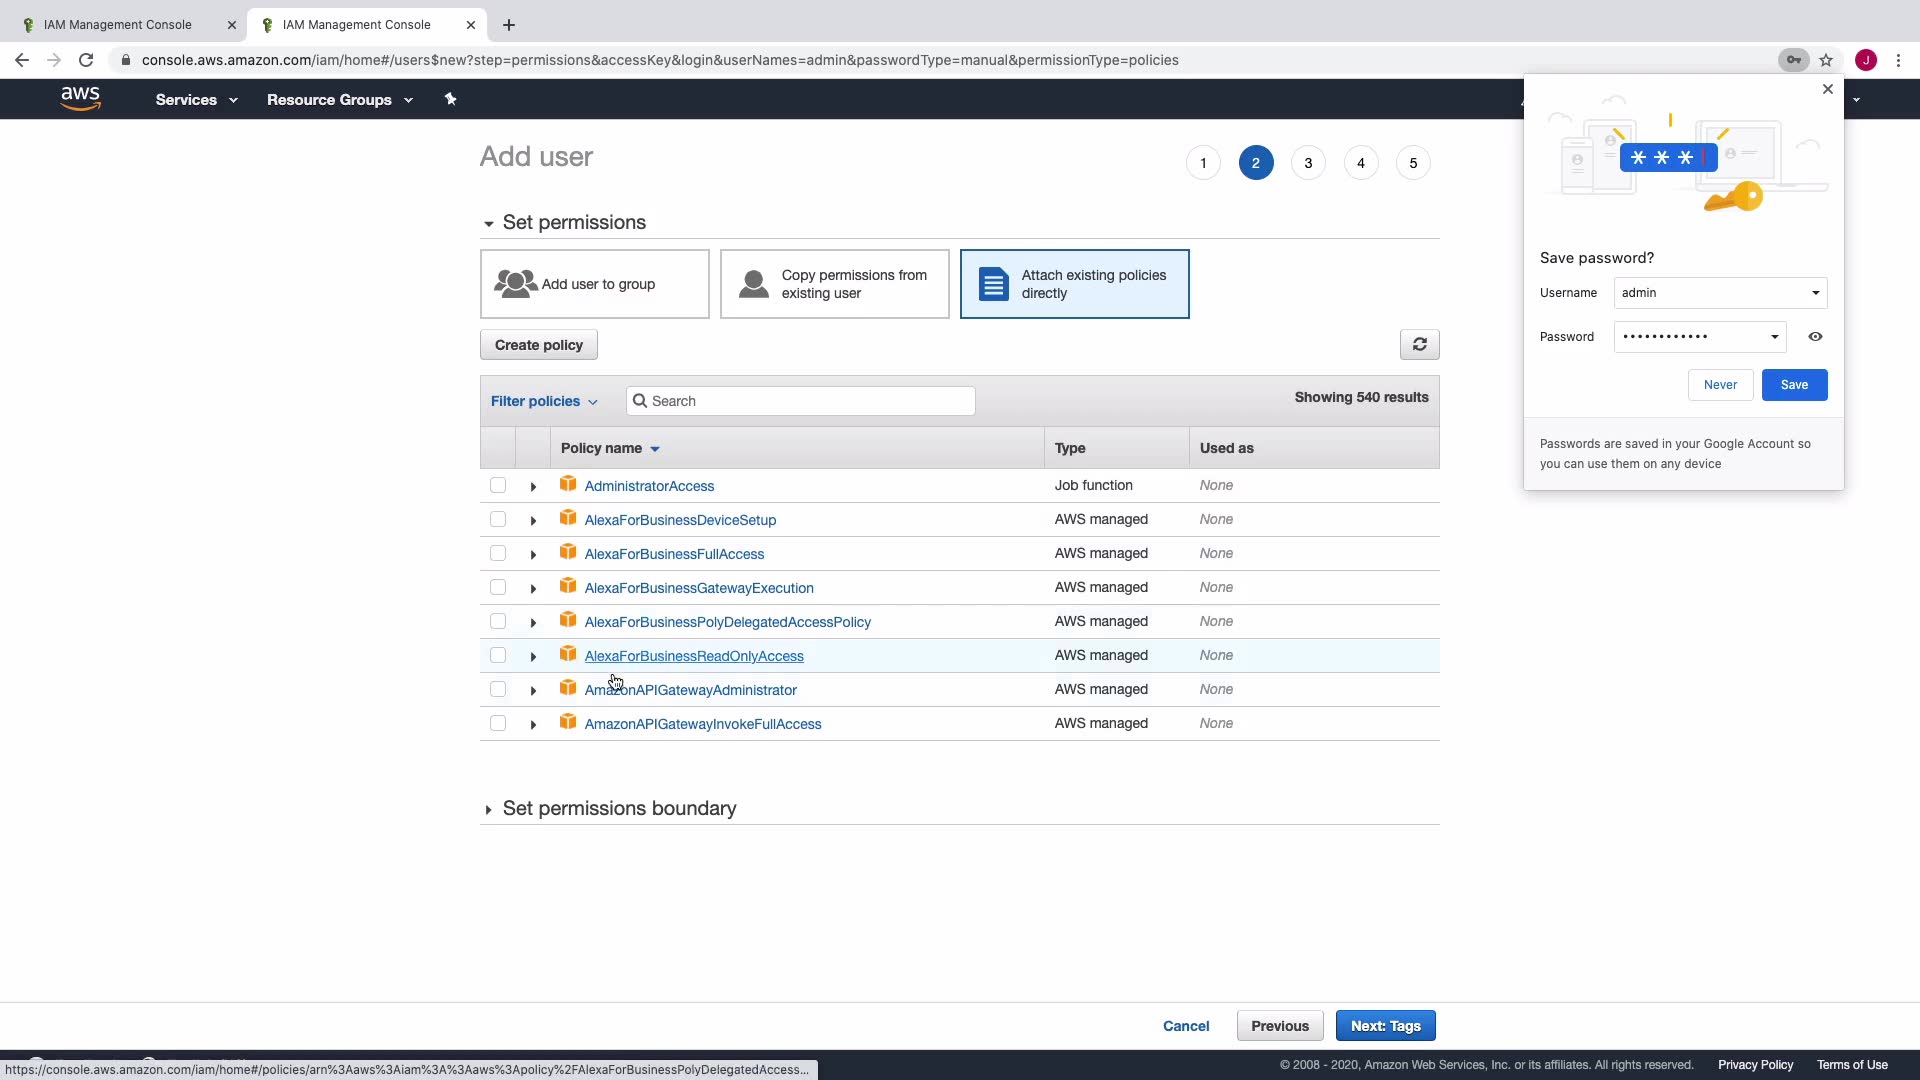 IAM Management Console
IAM Management Console
console.aws.amazon.com/iam/home#/users$new?step=permissions&accessKey&login&userNames=admin&passwordType=manual&permissionType=policies
J
aws
Services
Resource Groups
Add user
1
2
3
4
5
Set permissions
Add user to group
Copy permissions from
existing user
Attach existing policies
directly
Create policy
Filter policies
Search
Showing 540 results
Policy name
Type
Used as
AdministratorAccess
Job function
None
AlexaForBusinessDeviceSetup
AWS managed
None
AlexaForBusinessFullAccess
AWS managed
None
AlexaForBusinessGatewayExecution
AWS managed
None
AlexaForBusinessPolyDelegatedAccessPolicy
AWS managed
None
AlexaForBusinessReadOnlyAccess
AWS managed
None
AmazonAPIGatewayAdministrator
AWS managed
None
AmazonAPIGatewayInvokeFullAccess
AWS managed
None
Set permissions boundary
Cancel
Previous
Next: Tags
* * *
Save password?
Username
admin
Password
••••••••••••
Never
Save
Passwords are saved in your Google Account so
you can use them on any device
https://console.aws.amazon.com/iam/home#/policies/arn%3Aaws%3Aiam%3A%3Aaws%3Apolicy%2FAlexaForBusinessPolyDelegatedAccess...
© 2008 - 2020, Amazon Web Services, Inc. or its affiliates. All rights reserved.
Privacy Policy
Terms of Use